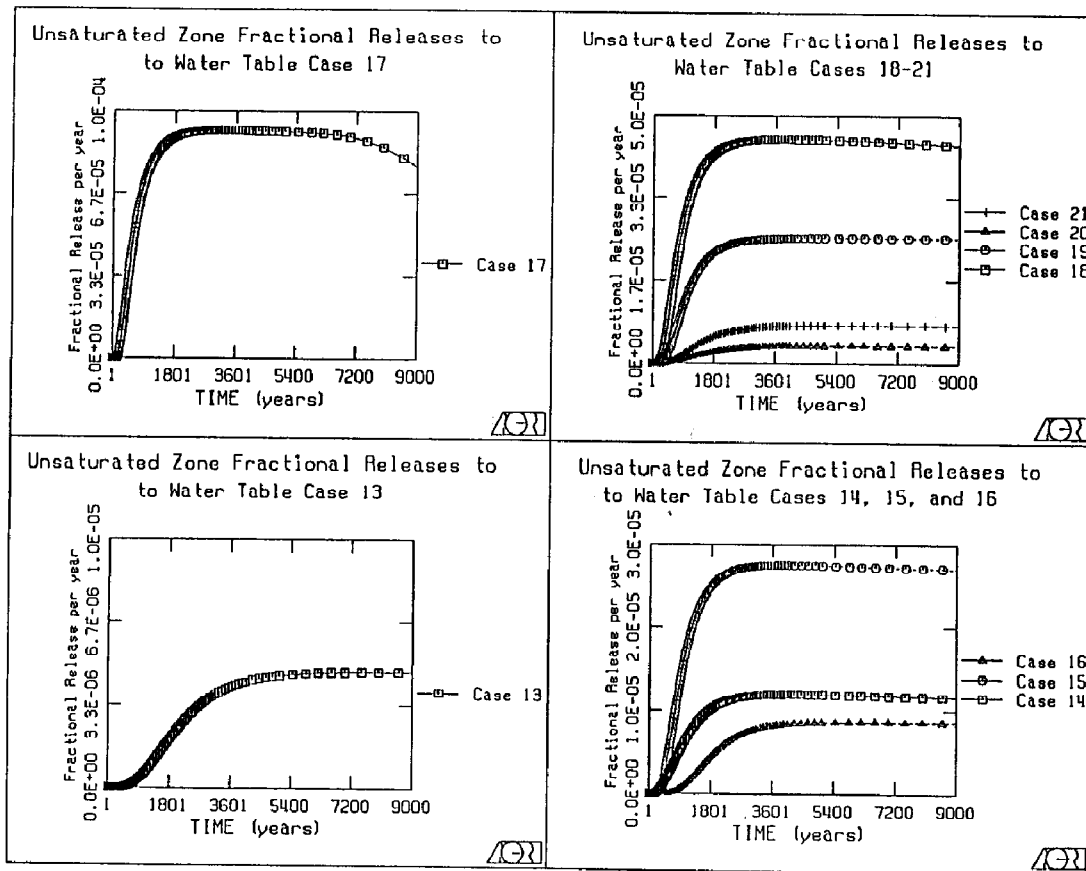 Unsaturated Zone Fractional Releases to
to Water Table Case 17
Fractional Release per year
0.0E+00 3.3E-05 6.7E-05 1.0E-04
1 1801 3601 5400 7200 9000
TIME (years)
Case 17
Unsaturated Zone Fractional Releases to
Water Table Cases 18-21
Fractional Release per year
0.0E+00 1.7E-05 3.3E-05 5.0E-05
1 1801 3601 5400 7200 9000
TIME (years)
Case 21
Case 20
Case 19
Case 18
Unsaturated Zone Fractional Releases to
to Water Table Case 13
Fractional Release per year
0.0E+00 3.3E-06 6.7E-06 1.0E-05
1 1801 3601 5400 7200 9000
TIME (years)
Case 13
Unsaturated Zone Fractional Releases to
to Water Table Cases 14, 15, and 16
Fractional Release per year
0.0E+00 1.0E-05 2.0E-05 3.0E-05
1 1801 3601 5400 7200 9000
TIME (years)
Case 16
Case 15
Case 14